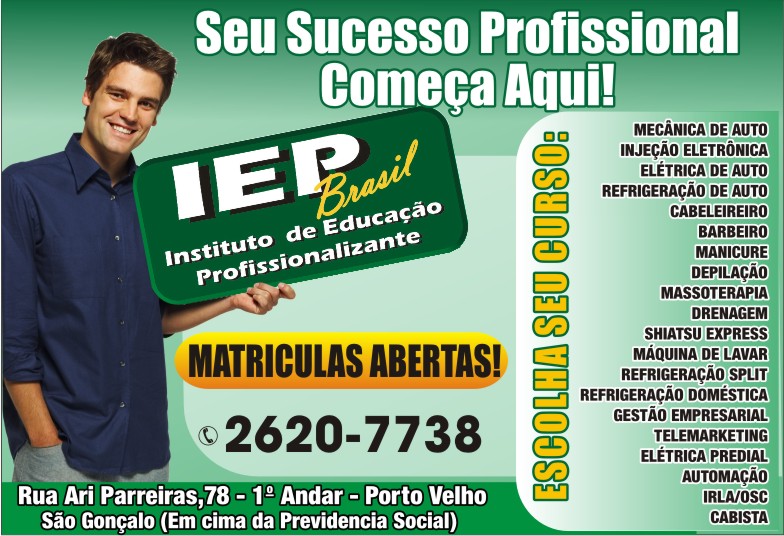 Seu Sucesso Profissional
Começa Aqui!
IEP
Brasil
Instituto de Educação
Profissionalizante
MATRICULAS ABERTAS!
2620-7738
Rua Ari Parreiras,78 - 1º Andar - Porto Velho
São Gonçalo (Em cima da Previdencia Social)
ESCOLHA SEU CURSO:
MECÂNICA DE AUTO
INJEÇÃO ELETRÔNICA
ELÉTRICA DE AUTO
REFRIGERAÇÃO DE AUTO
CABELEIREIRO
BARBEIRO
MANICURE
DEPILAÇÃO
MASSOTERAPIA
DRENAGEM
SHIATSU EXPRESS
MÁQUINA DE LAVAR
REFRIGERAÇÃO SPLIT
REFRIGERAÇÃO DOMÉSTICA
GESTÃO EMPRESARIAL
TELEMARKETING
ELÉTRICA PREDIAL
AUTOMAÇÃO
IRLA/OSC
CABISTA